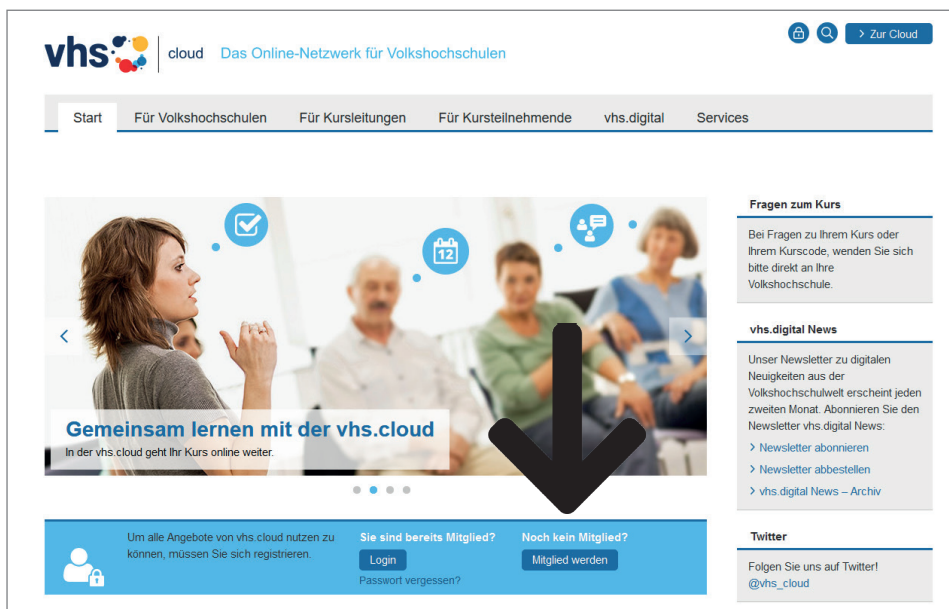 vhs cloud Das Online-Netzwerk für Volkshochschulen
> Zur Cloud
Start Für Volkshochschulen Für Kursleitungen Für Kursteilnehmende vhs.digital Services
12
Gemeinsam lernen mit der vhs.cloud
In der vhs.cloud geht Ihr Kurs online weiter.
Um alle Angebote von vhs.cloud nutzen zu
können, müssen Sie sich registrieren.
Sie sind bereits Mitglied?
Login
Passwort vergessen?
Noch kein Mitglied?
Mitglied werden
Fragen zum Kurs
Bei Fragen zu Ihrem Kurs oder
Ihrem Kurscode, wenden Sie sich
bitte direkt an Ihre
Volkshochschule.
vhs.digital News
Unser Newsletter zu digitalen
Neuigkeiten aus der
Volkshochschulwelt erscheint jeden
zweiten Monat. Abonnieren Sie den
Newsletter vhs.digital News:
> Newsletter abonnieren
> Newsletter abbestellen
> vhs.digital News – Archiv
Twitter
Folgen Sie uns auf Twitter!
@vhs_cloud